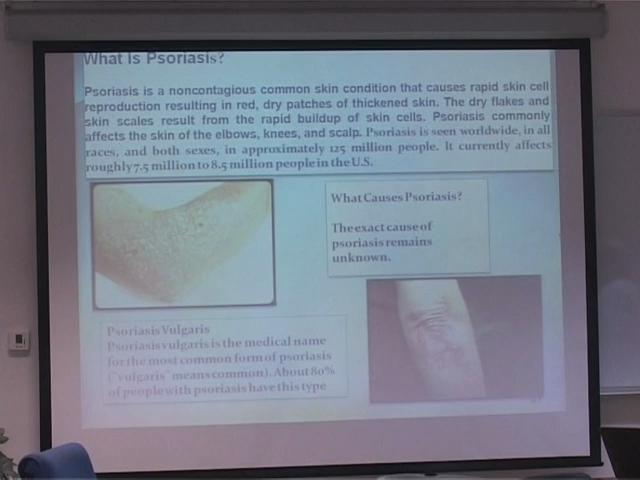 What Is Psoriasis?
Psoriasis is a noncontagious common skin condition that causes rapid skin cell
reproduction resulting in red, dry patches of thickened skin. The dry flakes and
skin scales result from the rapid buildup of skin cells. Psoriasis commonly
affects the skin of the elbows, knees, and scalp. Psoriasis is seen worldwide, in all
races, and both sexes, in approximately 125 million people. It currently affects
roughly 7.5 million to 8.5 million people in the U.S.
What Causes Psoriasis?
The exact cause of
psoriasis remains
unknown.
Psoriasis Vulgaris
Psoriasis vulgaris is the medical name
for the most common form of psoriasis
("vulgaris" means common). About 80%
of people with psoriasis have this type